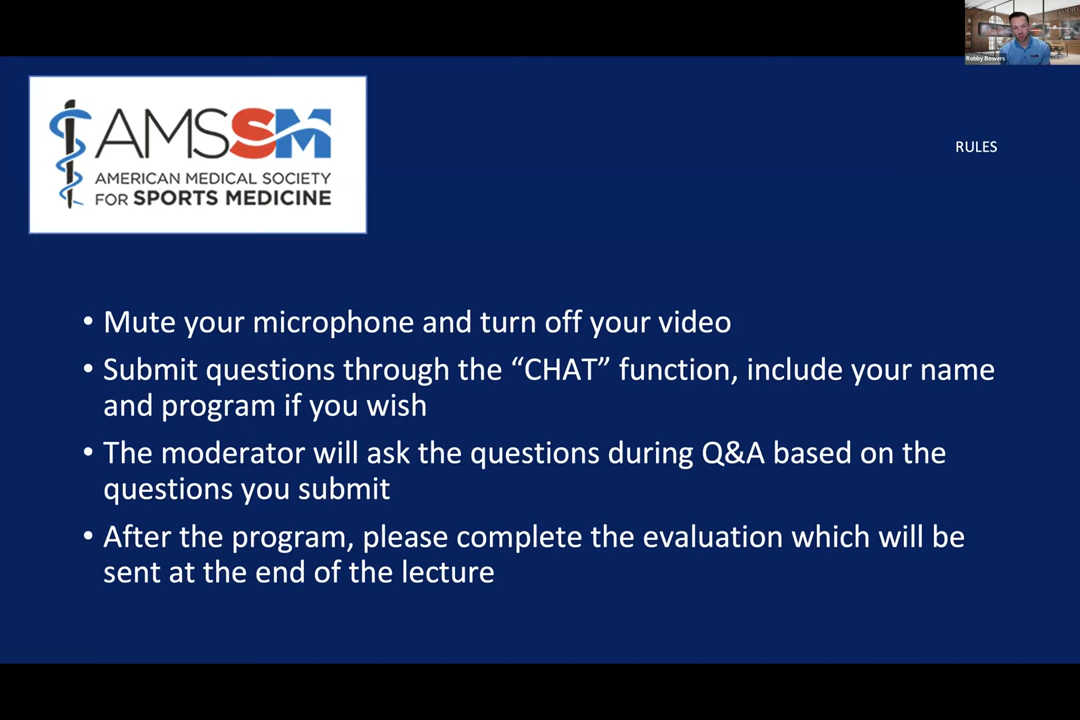 Robby Bowers
AMSSM
AMERICAN MEDICAL SOCIETY
FOR SPORTS MEDICINE
RULES
• Mute your microphone and turn off your video
• Submit questions through the “CHAT” function, include your name
and program if you wish
• The moderator will ask the questions during Q&A based on the
questions you submit
• After the program, please complete the evaluation which will be
sent at the end of the lecture